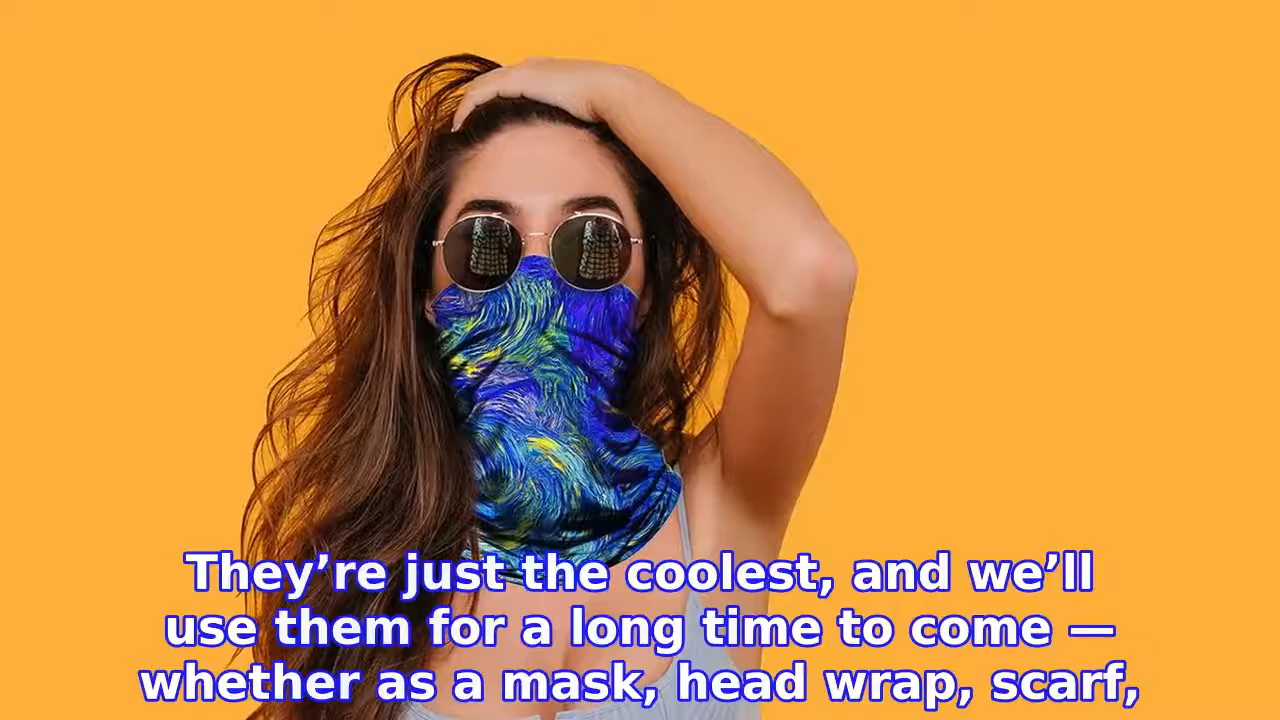 They’re just the coolest, and we’ll
use them for a long time to come —
whether as a mask, head wrap, scarf,